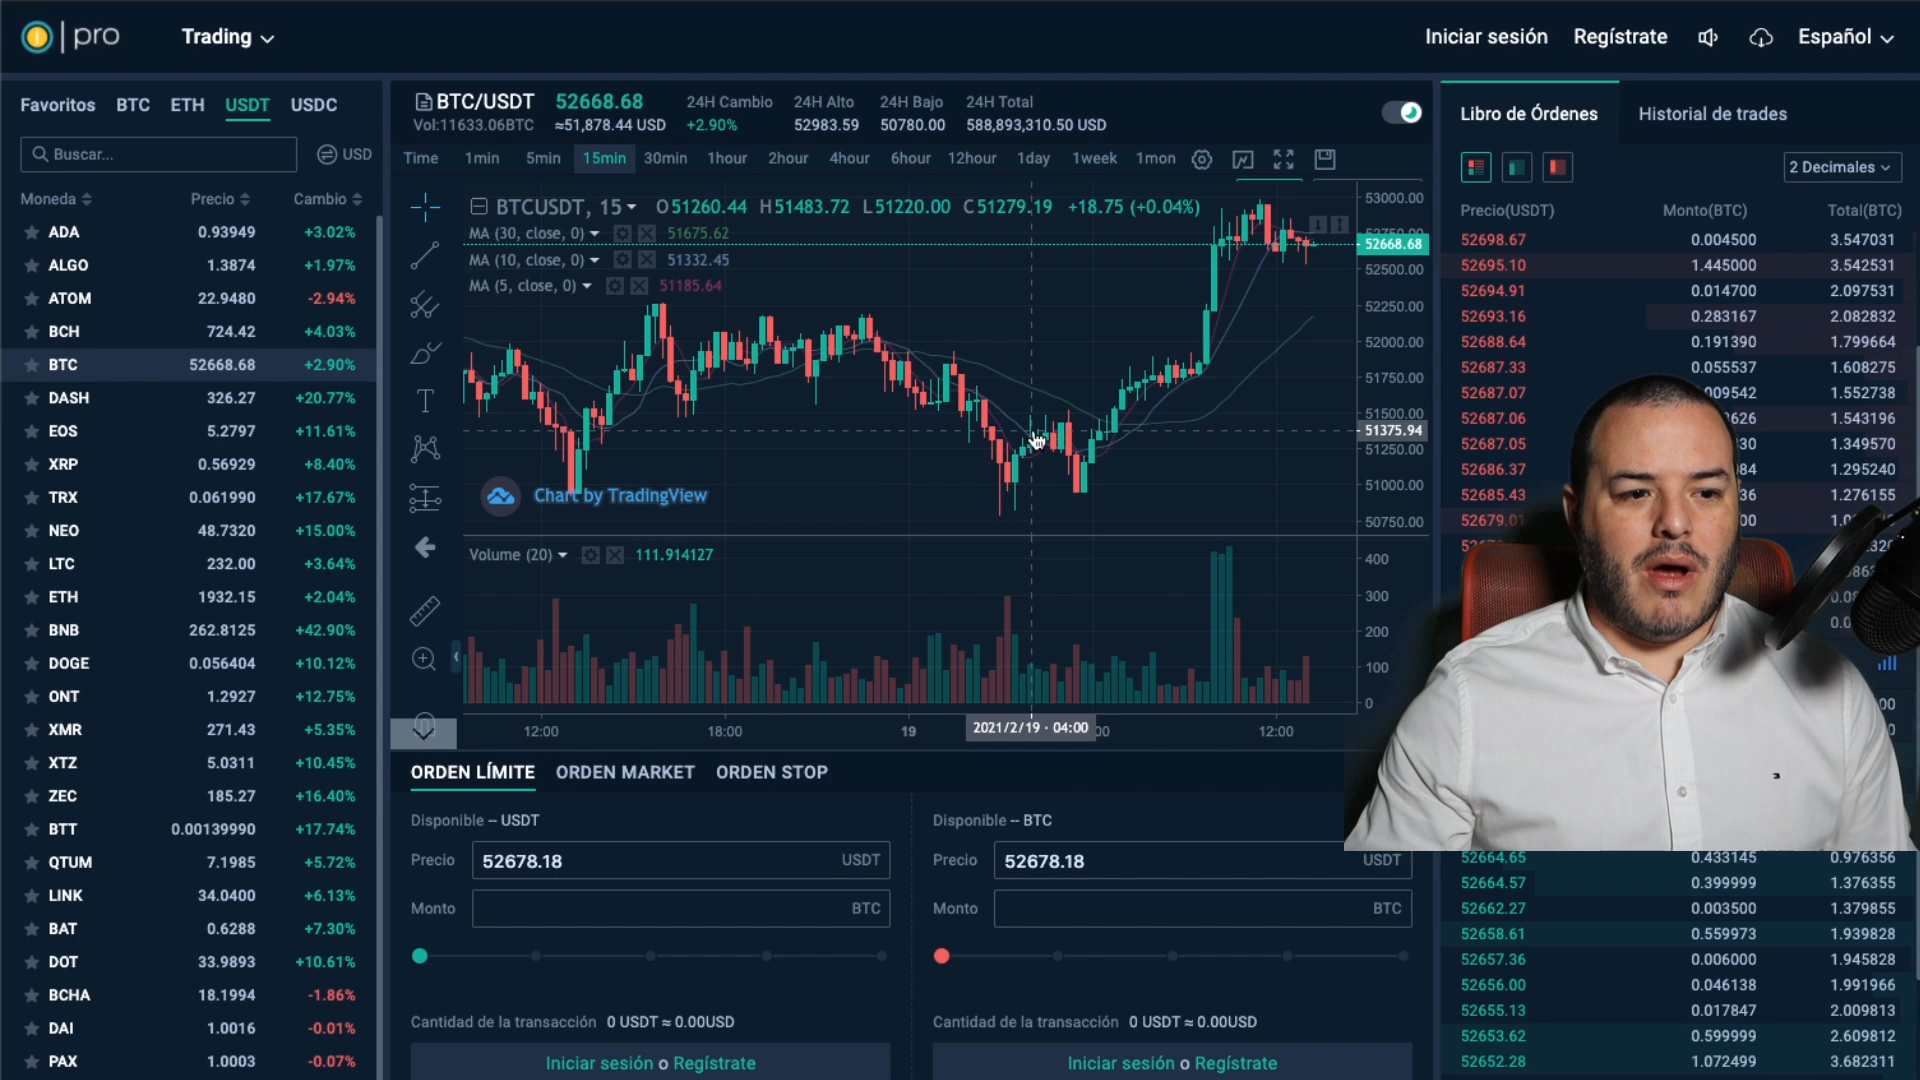 pro
Trading
Iniciar sesión
Regístrate
Español
Favoritos BTC ETH USDT USDC
Buscar...
USD
Moneda Precio Cambio
ADA 0.93949 +3.02%
ALGO 1.3874 +1.97%
ATOM 22.9480 -2.94%
BCH 724.42 +4.03%
BTC 52668.68 +2.90%
DASH 326.27 +20.77%
EOS 5.2797 +11.61%
XRP 0.56929 +8.40%
TRX 0.061990 +17.67%
NEO 48.7320 +15.00%
LTC 232.00 +3.64%
ETH 1932.15 +2.04%
BNB 262.8125 +42.90%
DOGE 0.056404 +10.12%
ONT 1.2927 +12.75%
XMR 271.43 +5.35%
XTZ 5.0311 +10.45%
ZEC 185.27 +16.40%
BTT 0.00139990 +17.74%
QTUM 7.1985 +5.72%
LINK 34.0400 +6.13%
BAT 0.6288 +7.30%
DOT 33.9893 +10.61%
BCHA 18.1994 -1.86%
DAI 1.0016 -0.01%
PAX 1.0003 -0.07%
BTC/USDT 52668.68 24H Cambio 24H Alto 24H Bajo 24H Total
Vol:11633.06BTC ≈51,878.44 USD +2.90% 52983.59 50780.00 588,893,310.50 USD
Time 1min 5min 15min 30min 1hour 2hour 4hour 6hour 12hour 1day 1week 1mon
BTCUSDT, 15 O51260.44 H51483.72 L51220.00 C51279.19 +18.75 (+0.04%)
MA (30, close, 0) 51675.62
MA (10, close, 0) 51332.45
MA (5, close, 0) 51185.64
53000.00
52668.68
52500.00
52250.00
52000.00
51750.00
51500.00
51375.94
51250.00
51000.00
50750.00
Chart by TradingView
Volume (20) 111.914127
400
300
200
100
0
12:00 18:00 19 2021/2/19 - 04:00 12:00
ORDEN LÍMITE ORDEN MARKET ORDEN STOP
Disponible -- USDT
Precio 52678.18 USDT
Monto BTC
Cantidad de la transacción 0 USDT ≈ 0.00USD
Iniciar sesión o Regístrate
Disponible -- BTC
Precio 52678.18 USDT
Monto BTC
Cantidad de la transacción 0 USDT ≈ 0.00USD
Iniciar sesión o Regístrate
Libro de Órdenes Historial de trades
2 Decimales
Precio(USDT) Monto(BTC) Total(BTC)
52698.67 0.004500 3.547031
52695.10 1.445000 3.542531
52694.91 0.014700 2.097531
52693.16 0.283167 2.082832
52688.64 0.191390 1.799664
52687.33 0.055537 1.608275
52687.07 009542 1.552738
52687.06 626 1.543196
52687.05 1.349570
52686.37 84 1.295240
52685.43 36 1.276155
52664.65 0.433145 0.976356
52664.57 0.399999 1.376355
52662.27 0.003500 1.379855
52658.61 0.559973 1.939828
52657.36 0.006000 1.945828
52656.00 0.046138 1.991966
52655.13 0.017847 2.009813
52653.62 0.599999 2.609812
52652.28 1.072499 3.682311